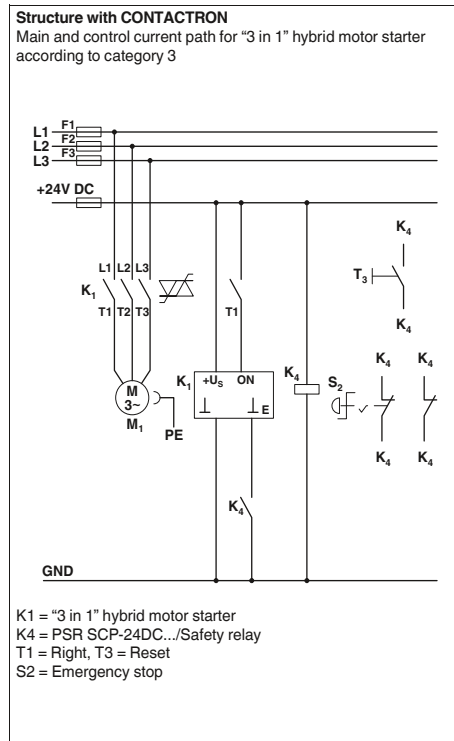 Structure with CONTACTRON
Main and control current path for “3 in 1” hybrid motor starter
according to category 3
F1
L1
F2
L2
F3
L3
+24V DC
K4
L1 L2 L3
T3
K1
T1 T2 T3
T1
K4
K1
+Us ON
K4
S2
K4 K4
M
3~
E
M1
PE
K4 K4
K4
GND
K1 = “3 in 1” hybrid motor starter
K4 = PSR SCP-24DC.../Safety relay
T1 = Right, T3 = Reset
S2 = Emergency stop